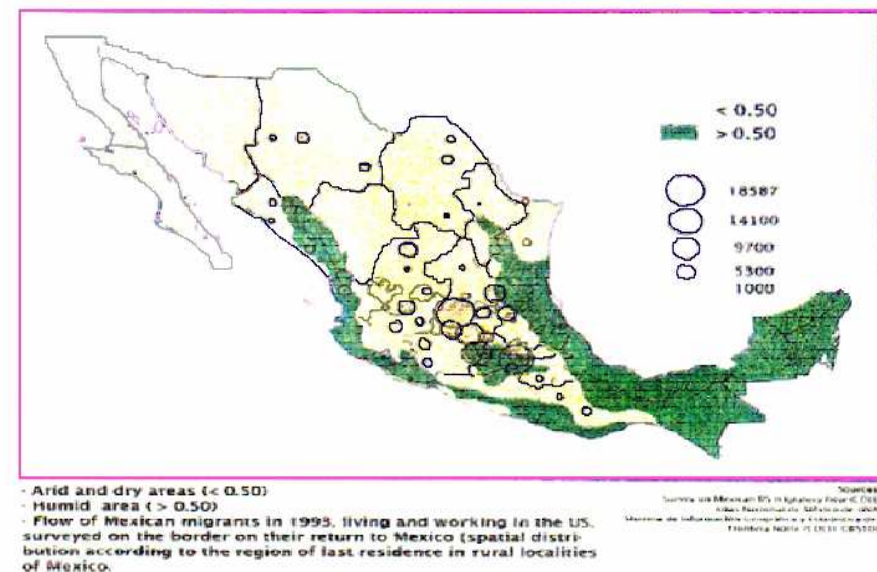 < 0.50
> 0.50
18587
14100
9700
5300
1000
- Arid and dry areas (< 0.50)
- Humid area ( > 0.50)
- Flow of Mexican migrants in 1993, living and working in the US,
surveyed on the border on their return to Mexico (spatial distri-
bution according to the region of last residence in rural localities
of Mexico.
Sources